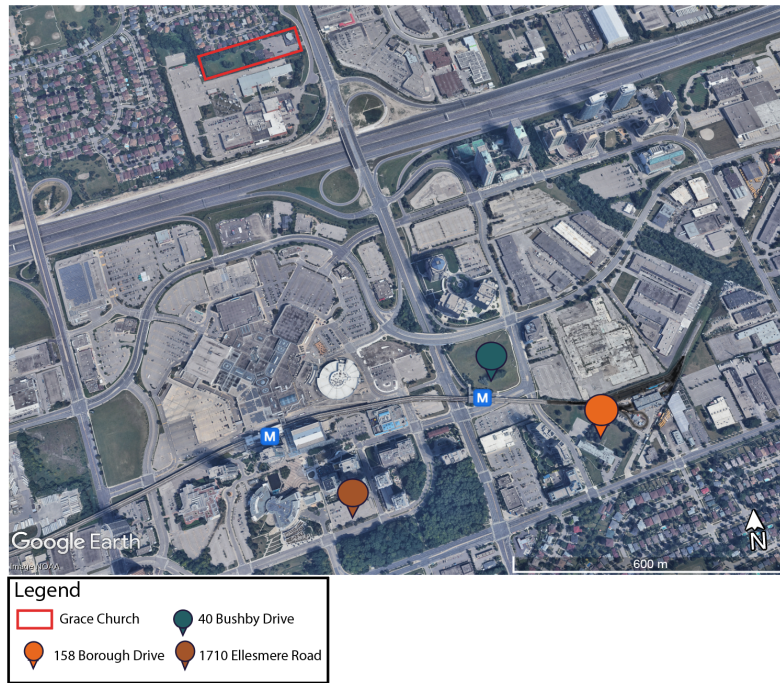 M
M
Google Earth
Image NOAA
N
600 m
Legend
Grace Church
40 Bushby Drive
158 Borough Drive
1710 Ellesmere Road